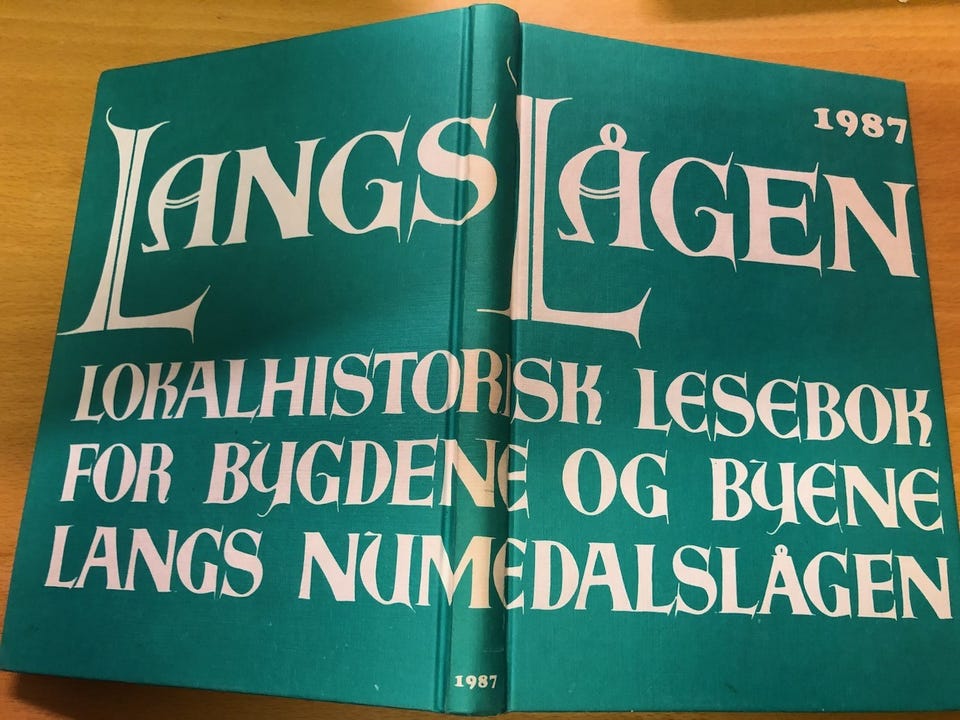 1987
LANGS LÅGEN
LOKALHISTORISK LESEBOK
FOR BYGDENE OG BYENE
LANGS NUMEDALSLÅGEN
1987